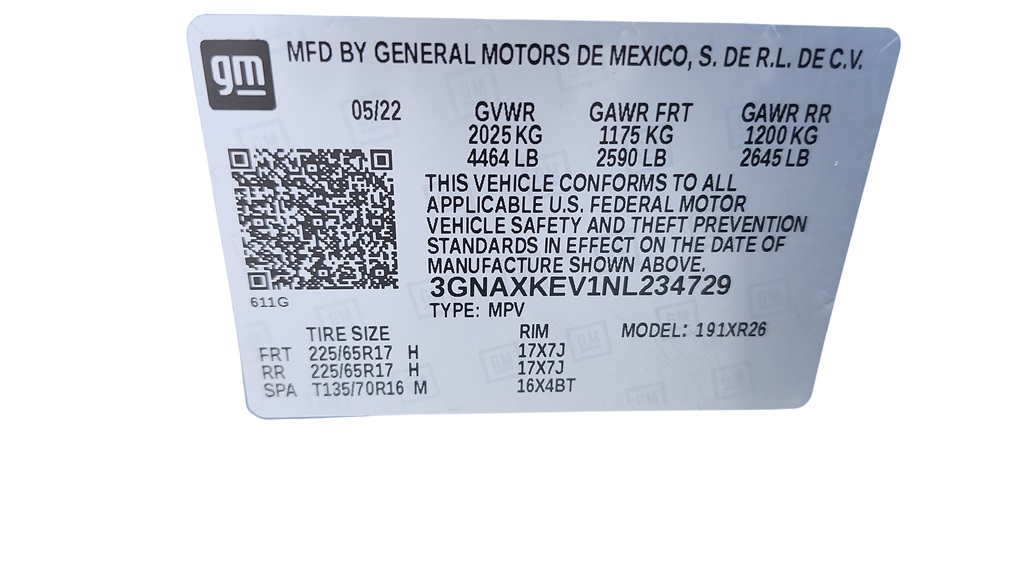 gm
MFD BY GENERAL MOTORS DE MEXICO, S. DE R.L. DE C.V.
05/22 GVWR GAWR FRT GAWR RR
2025 KG 1175 KG 1200 KG
4464 LB 2590 LB 2645 LB
THIS VEHICLE CONFORMS TO ALL
APPLICABLE U.S. FEDERAL MOTOR
VEHICLE SAFETY AND THEFT PREVENTION
STANDARDS IN EFFECT ON THE DATE OF
MANUFACTURE SHOWN ABOVE.
3GNAXKEV1NL234729
611G
TYPE: MPV
TIRE SIZE RIM MODEL: 191XR26
FRT 225/65R17 H 17X7J
RR 225/65R17 H 17X7J
SPA T135/70R16 M 16X4BT